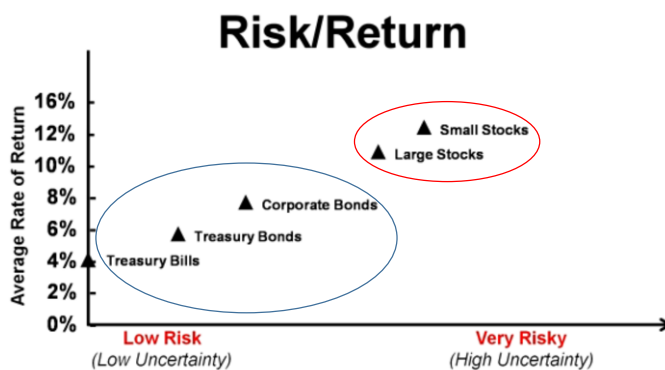 Risk/Return
Average Rate of Return
16%
12%
10%
8%
6%
4%
2%
0%
Small Stocks
Large Stocks
Corporate Bonds
Treasury Bonds
Treasury Bills
Low Risk
(Low Uncertainty)
Very Risky
(High Uncertainty)